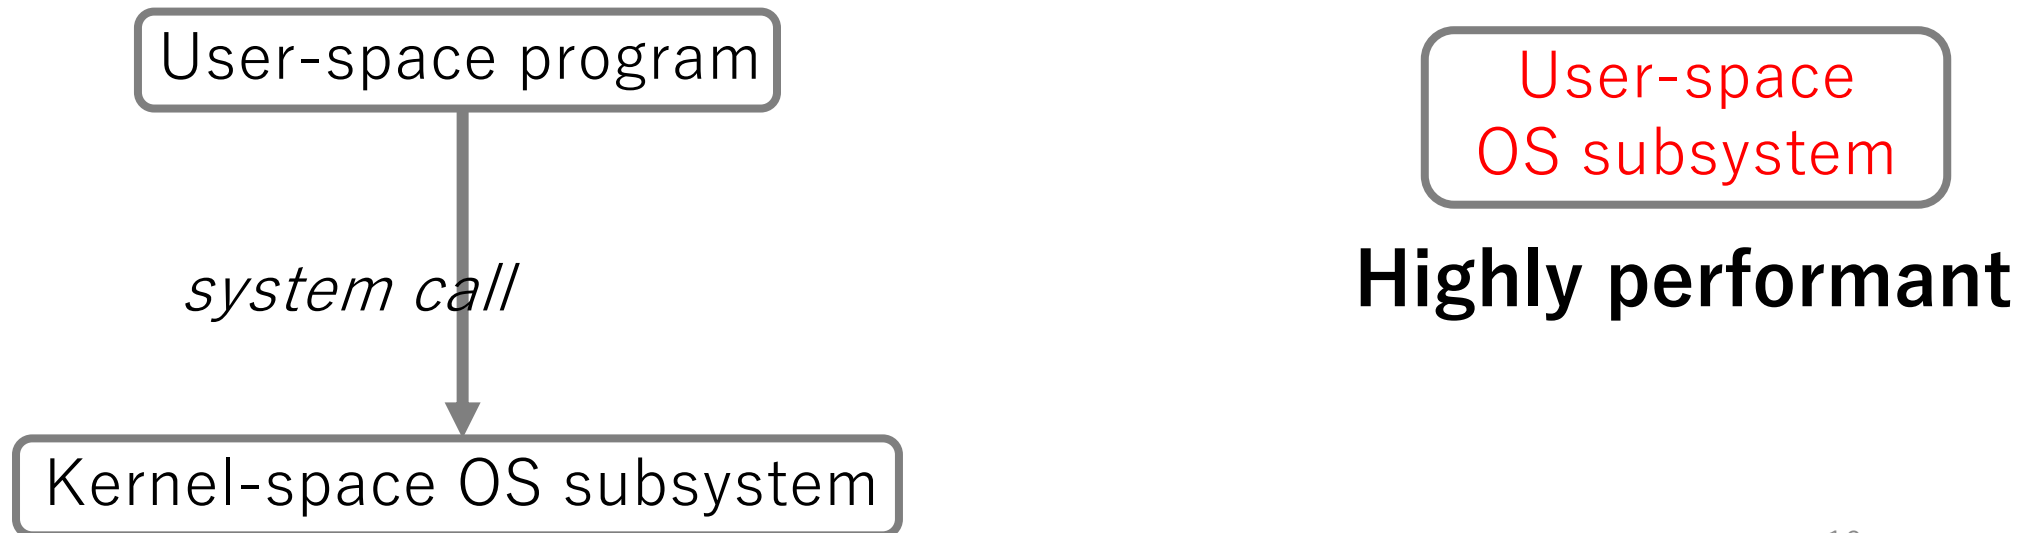 User-space program
system call
Kernel-space OS subsystem
User-space
OS subsystem
Highly performant